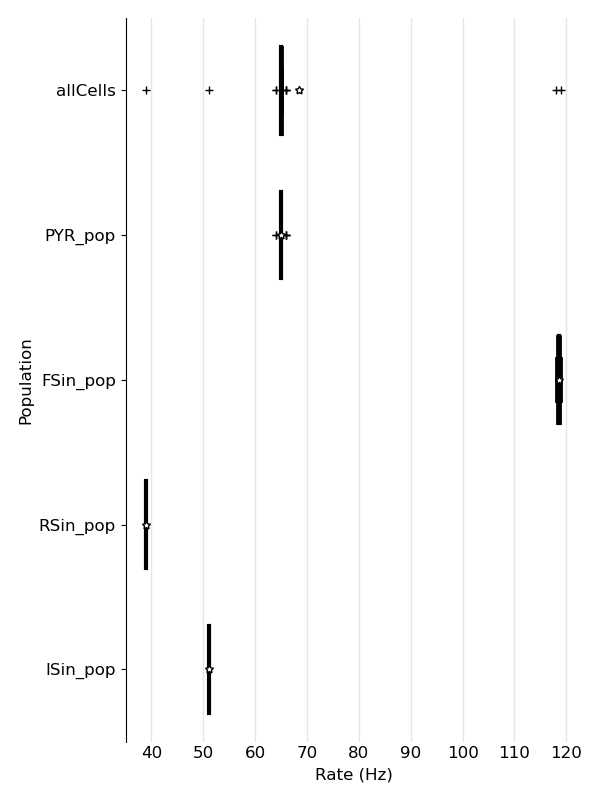 allCells
PYR_pop
FSin_pop
RSin_pop
ISin_pop
Population
40 50 60 70 80 90 100 110 120
Rate (Hz)